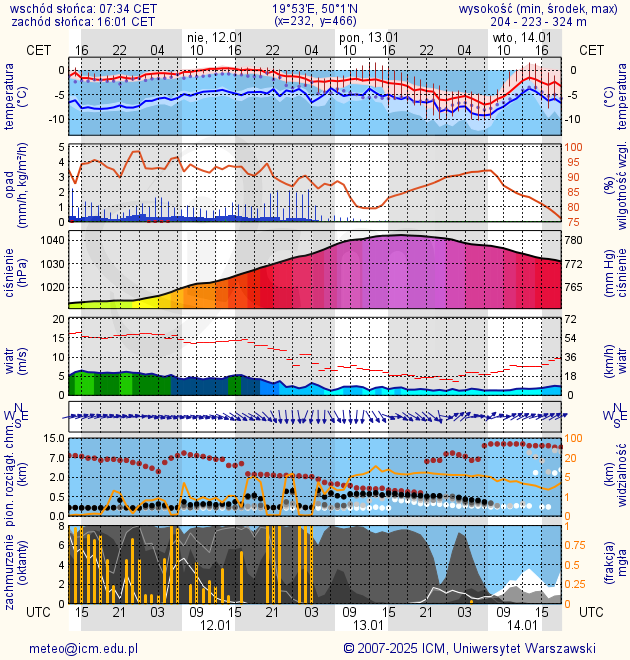 wschód słońca: 07:34 CET 19°53'E, 50°1'N wysokość (min, środek, max)
zachód słońca: 16:01 CET (x=232, y=466) 204 - 223 - 324 m
nie, 12.01 pon, 13.01 wto, 14.01
CET 16 22 04 10 16 22 04 10 16 22 04 10 16 CET
temperatura (°C)
0
-5
-10
0
-5
-10
temperatura (°C)
opad (mm/h, kg/m²/h)
5
4
3
2
1
0
100
95
90
85
80
75
(%) wilgotność wzgl.
ciśnienie (hPa)
1040
1030
1020
780
772
765
(mm Hg) ciśnienie
wiatr (m/s)
20
15
10
5
0
72
54
36
18
0
(km/h) wiatr
N
W E
S
N
W E
S
pion. rozciągł. chm. (km)
15.0
7.0
2.0
0.5
0.0
100
20
5
1
0
(km) widzialność
zachmurzenie (oktanty)
8
6
4
2
0
1
0.75
0.5
0.25
0
(frakcja) mgła
UTC 15 21 03 09 15 21 03 09 15 21 03 09 15 UTC
12.01 13.01 14.01
meteo@icm.edu.pl © 2007-2025 ICM, Uniwersytet Warszawski